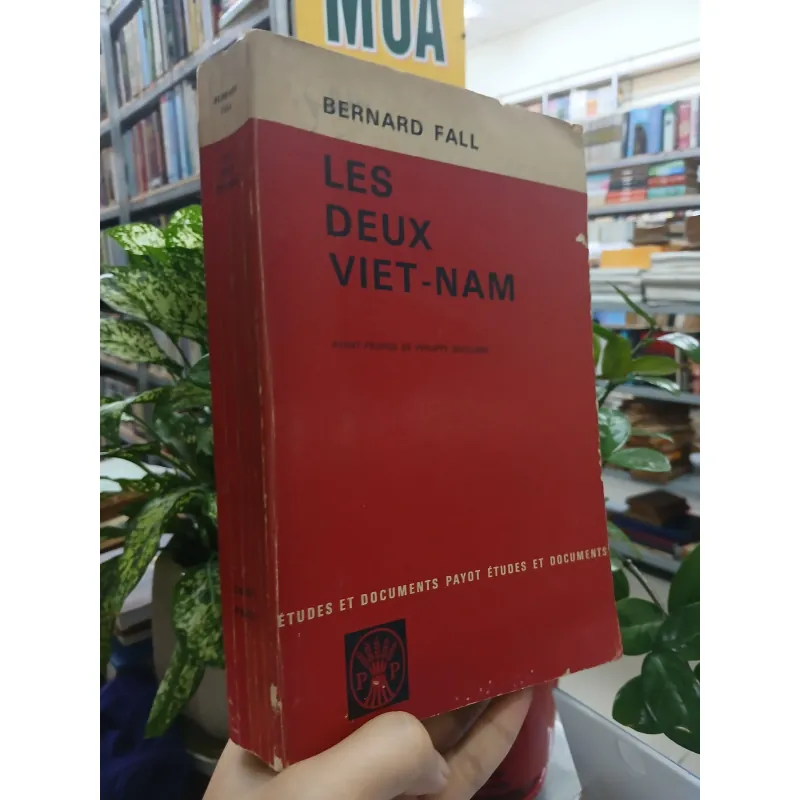 MUA
BERNARD FALL
LES
DEUX
VIET-NAM
ÉTUDES ET DOCUMENTS PAYOT ÉTUDES ET DOCUMENTS
P P